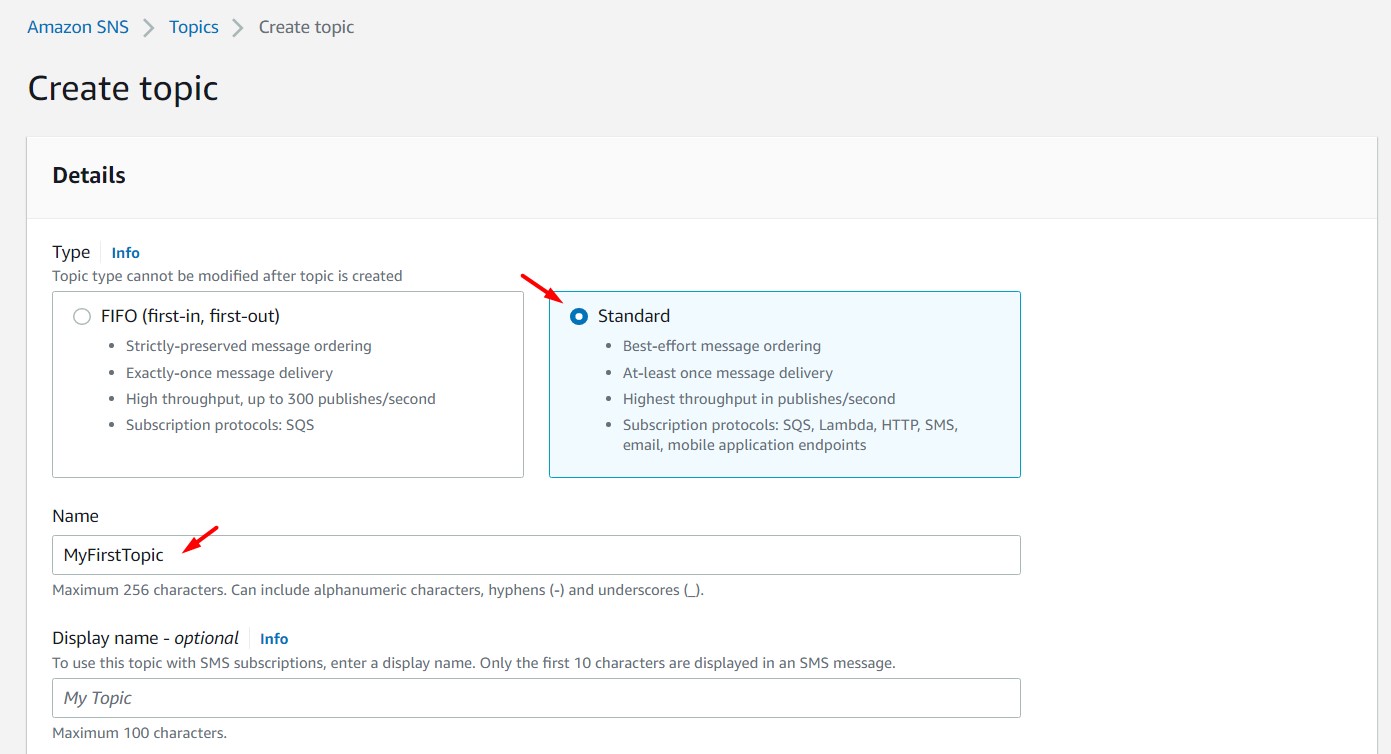 Amazon SNS > Topics > Create topic
Create topic
Details
Type Info
Topic type cannot be modified after topic is created
FIFO (first-in, first-out)
• Strictly-preserved message ordering
• Exactly-once message delivery
• High throughput, up to 300 publishes/second
• Subscription protocols: SQS
Standard
• Best-effort message ordering
• At-least once message delivery
• Highest throughput in publishes/second
• Subscription protocols: SQS, Lambda, HTTP, SMS,
email, mobile application endpoints
Name
MyFirstTopic
Maximum 256 characters. Can include alphanumeric characters, hyphens (-) and underscores (_).
Display name - optional Info
To use this topic with SMS subscriptions, enter a display name. Only the first 10 characters are displayed in an SMS message.
My Topic
Maximum 100 characters.